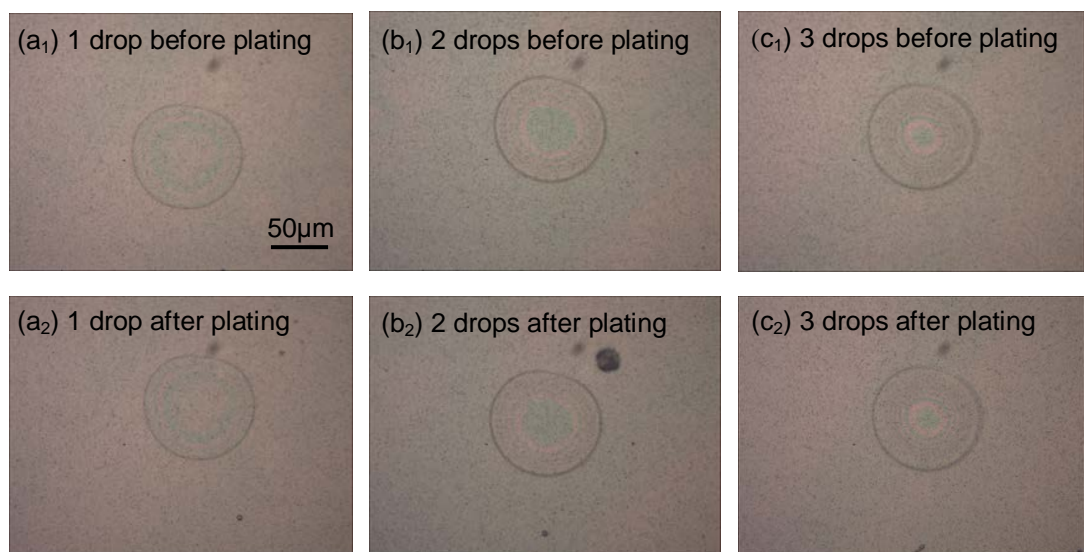 (a₁) 1 drop before plating
(b₁) 2 drops before plating
(c₁) 3 drops before plating
50µm
(a₂) 1 drop after plating
(b₂) 2 drops after plating
(c₂) 3 drops after plating